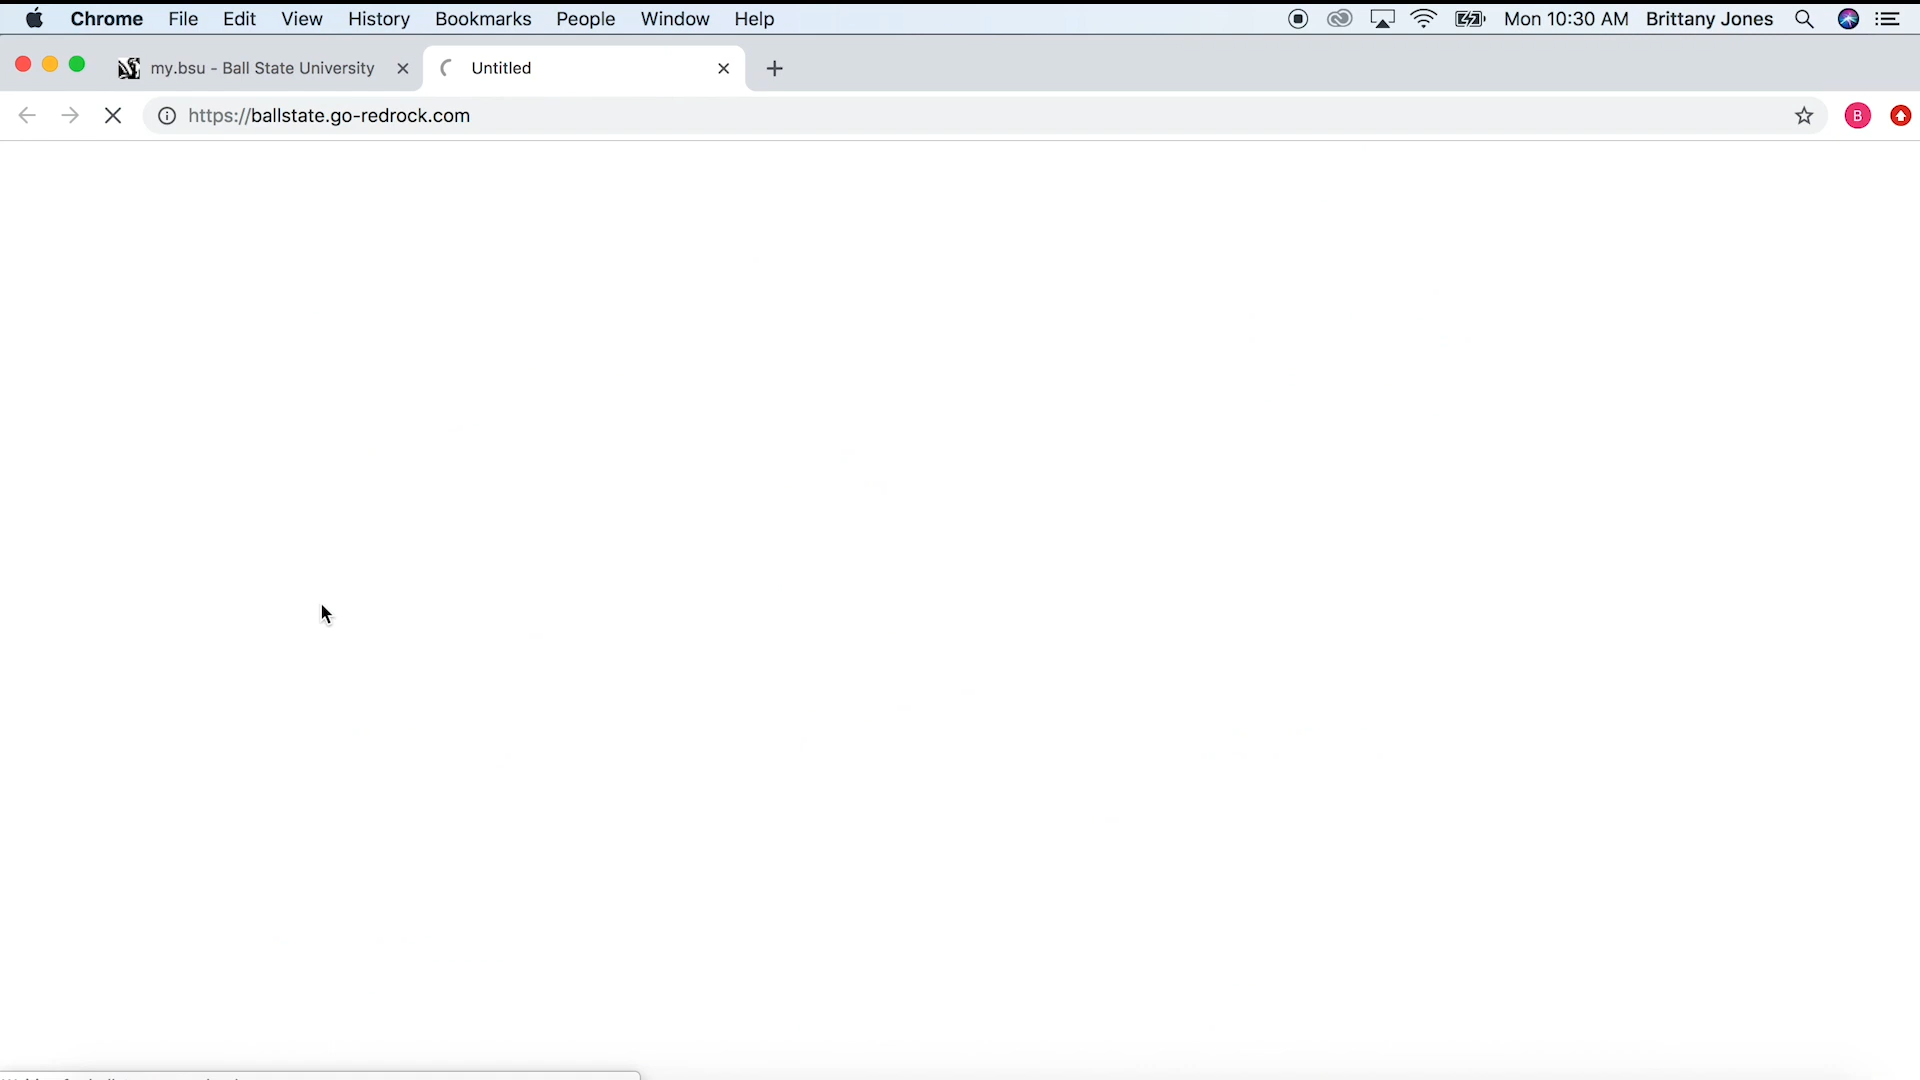 Chrome File Edit View History Bookmarks People Window Help Mon 10:30 AM Brittany Jones
my.bsu - Ball State University Untitled
https://ballstate.go-redrock.com
B